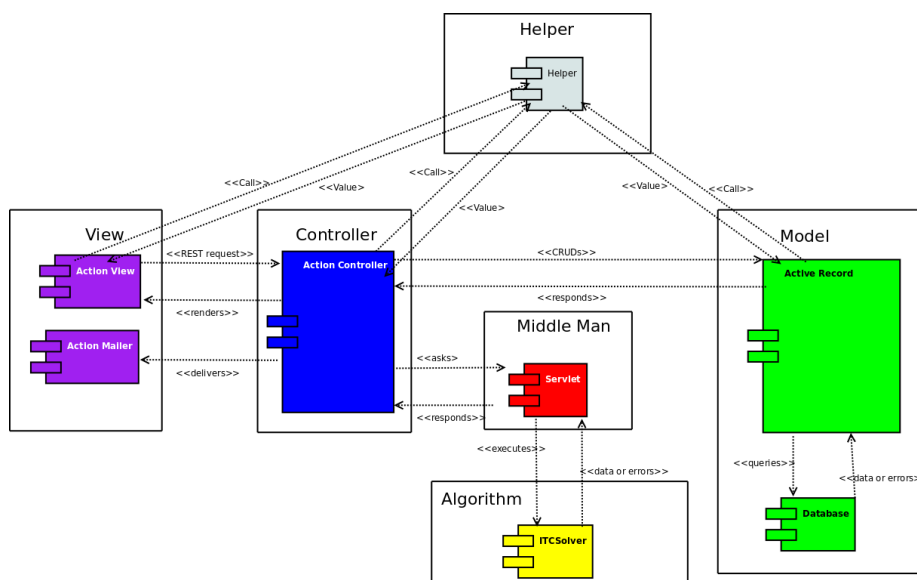 Helper
Helper
<<Call>>
<<Value>
<<Call>>
<<Value>
<<Value>
<<Call>>
View
Action View
Action Mailer
<<REST request>>
<<renders>
<<delivers>
Controller
Action Controller
<<CRUDs>>
<<responds>
<<asks>
<<responds>
Middle Man
Servlet
<<executes>
<<data or errors>>
Algorithm
ITCSolver
Model
Active Record
<<queries>>
<<data or errors>
Database